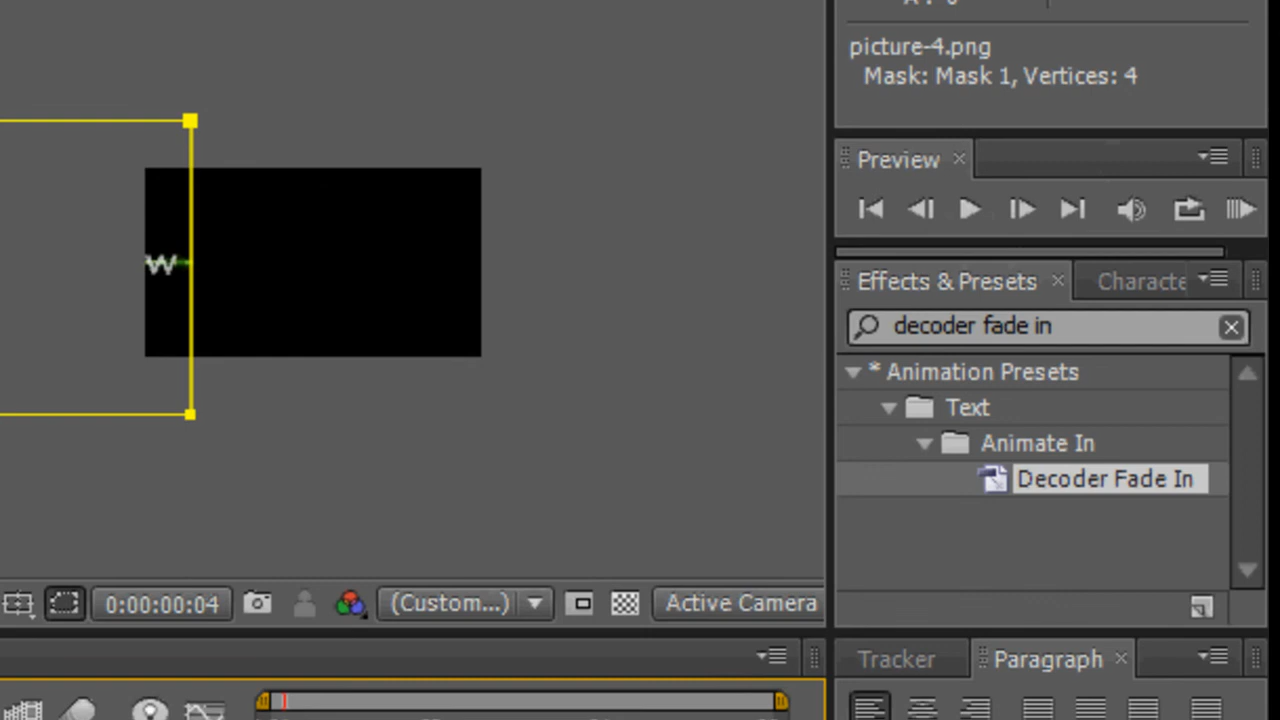 picture-4.png
Mask: Mask 1, Vertices: 4
Preview
Effects & Presets
Characte
decoder fade in
* Animation Presets
Text
Animate In
Decoder Fade In
w
0:00:00:04
(Custom...)
Active Camera
Tracker
Paragraph